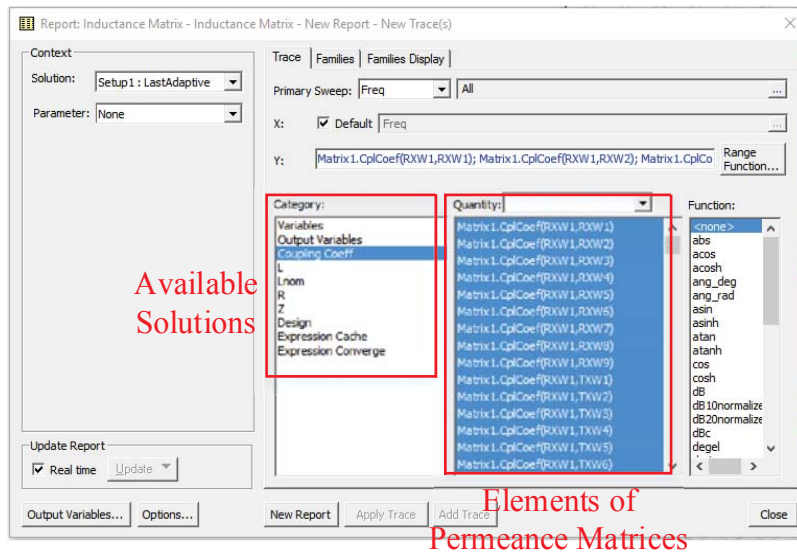 Report: Inductance Matrix - Inductance Matrix - New Report - New Trace(s)
Context
Solution: Setup1 : LastAdaptive
Parameter: None
Update Report
Real time Update
Output Variables... Options...
Trace Families Families Display
Primary Sweep: Freq All ...
X: Default Freq ...
Y: Matrix1.CplCoef(RXW1,RXW1); Matrix1.CplCoef(RXW1,RXW2); Matrix1.CplCo
Range Function...
Category:
Variables
Output Variables
Coupling Coeff
L
Lnom
R
Z
Design
Expression Cache
Expression Converge
Quantity:
Matrix1.CplCoef(RXW1,RXW1)
Matrix1.CplCoef(RXW1,RXW2)
Matrix1.CplCoef(RXW1,RXW3)
Matrix1.CplCoef(RXW1,RXW4)
Matrix1.CplCoef(RXW1,RXW5)
Matrix1.CplCoef(RXW1,RXW6)
Matrix1.CplCoef(RXW1,RXW7)
Matrix1.CplCoef(RXW1,RXW8)
Matrix1.CplCoef(RXW1,RXW9)
Matrix1.CplCoef(RXW1,TXW1)
Matrix1.CplCoef(RXW1,TXW2)
Matrix1.CplCoef(RXW1,TXW3)
Matrix1.CplCoef(RXW1,TXW4)
Matrix1.CplCoef(RXW1,TXW5)
Matrix1.CplCoef(RXW1,TXW6)
Function:
<none>
abs
acos
acosh
ang_deg
ang_rad
asin
asinh
atan
atanh
cos
cosh
dB
dB10normalize
dB20normalize
dBc
degel
New Report Apply Trace Add Trace Close
Available
Solutions
Elements of
Permeance Matrices